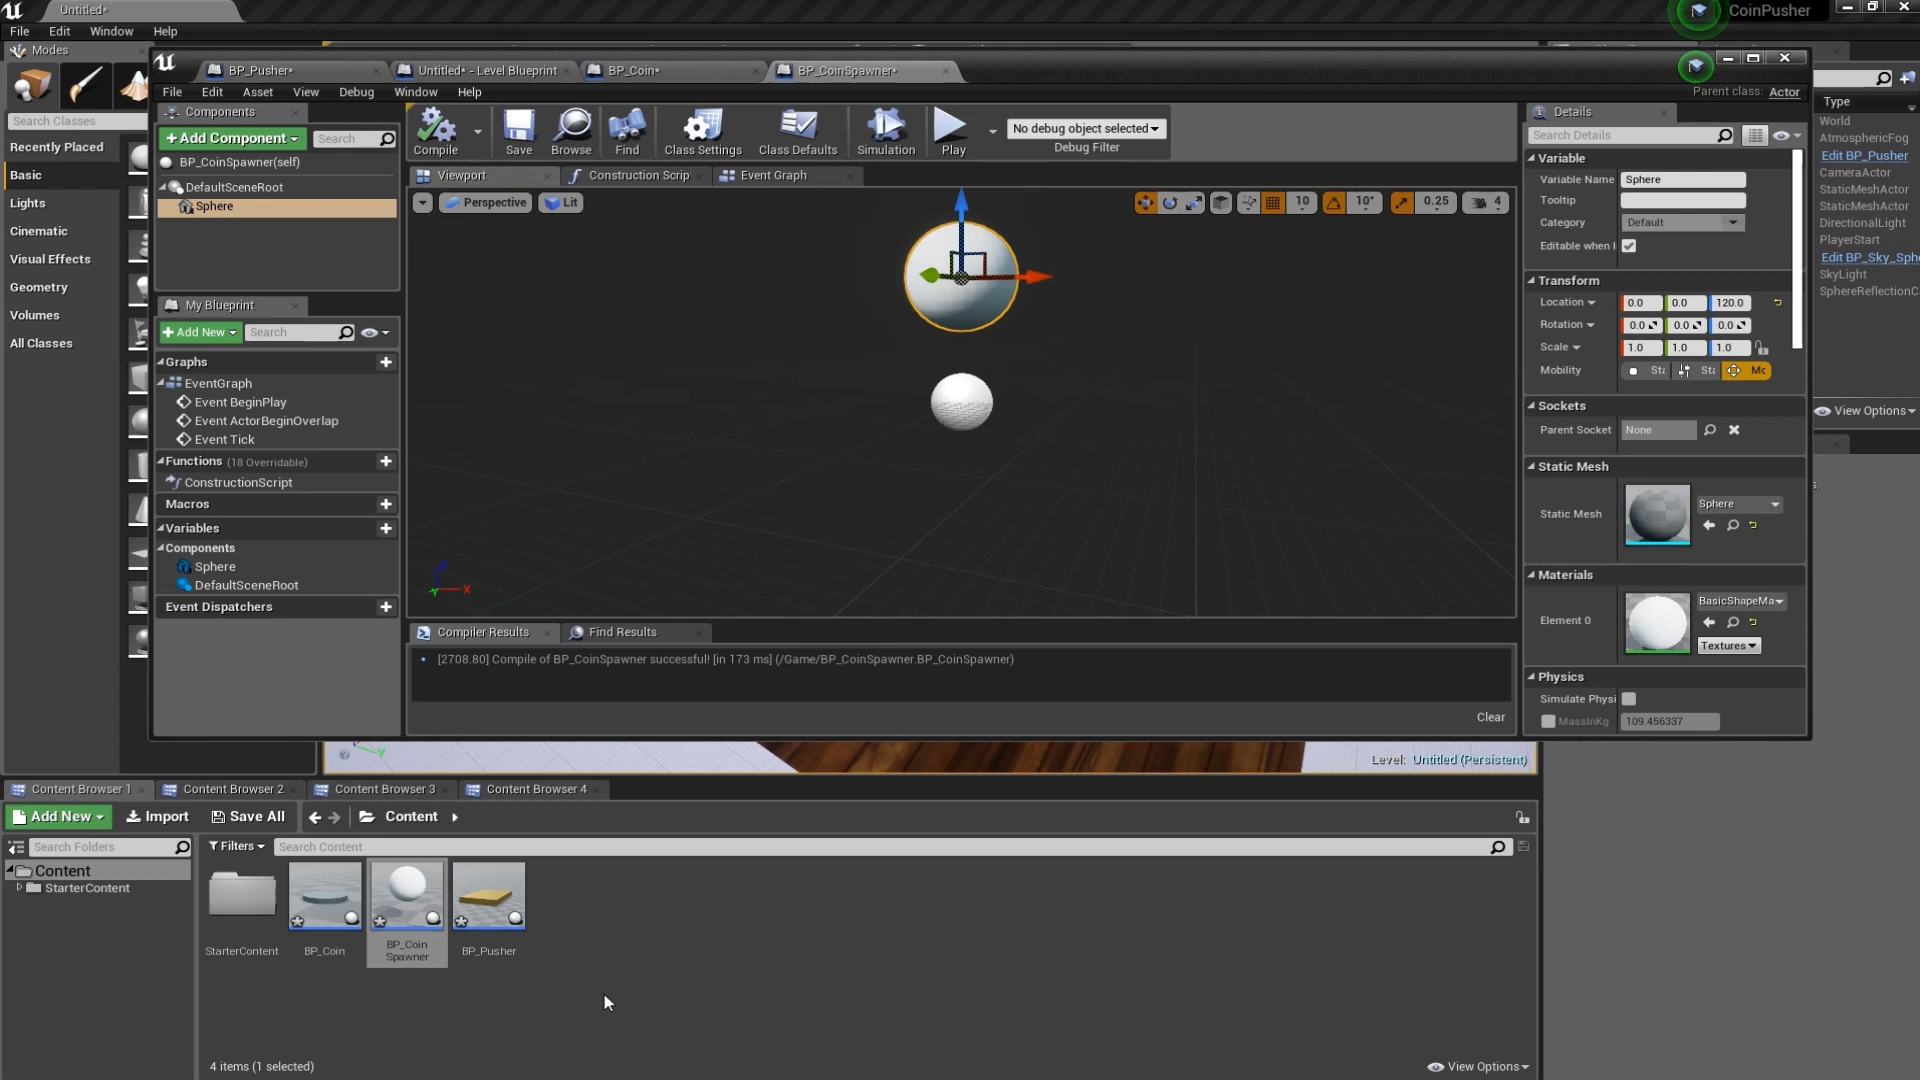 Untitled*
CoinPusher
File Edit Window Help
Modes
BP_Pusher*
Untitled* - Level Blueprint
BP_Coin*
BP_CoinSpawner*
File Edit Asset View Debug Window Help
Parent class: Actor
Search Classes
Recently Placed
Basic
Lights
Cinematic
Visual Effects
Geometry
Volumes
All Classes
Components
+Add Component
Search
BP_CoinSpawner(self)
DefaultSceneRoot
Sphere
My Blueprint
+Add New
Search
Graphs
EventGraph
Event BeginPlay
Event ActorBeginOverlap
Event Tick
Functions (18 Overridable)
ConstructionScript
Macros
Variables
Components
Sphere
DefaultSceneRoot
Event Dispatchers
Compile
Save
Browse
Find
Class Settings
Class Defaults
Simulation
Play
No debug object selected
Debug Filter
Viewport
Construction Scrip
Event Graph
Perspective
Lit
10
10°
0.25
4
X
Compiler Results
Find Results
[2708.80] Compile of BP_CoinSpawner successful! [in 173 ms] (/Game/BP_CoinSpawner.BP_CoinSpawner)
Clear
Details
Search Details
Variable
Variable Name Sphere
Tooltip
Category Default
Editable when I
Transform
Location 0.0 0.0 120.0
Rotation 0.0 0.0 0.0
Scale 1.0 1.0 1.0
Mobility Sta Sta Mo
Sockets
Parent Socket None
Static Mesh
Static Mesh Sphere
Materials
Element 0 BasicShapeMa
Textures
Physics
Simulate Physi
MassInKg 109.456337
Type
World
AtmosphericFog
Edit BP_Pusher
CameraActor
StaticMeshActor
StaticMeshActor
DirectionalLight
PlayerStart
Edit BP_Sky_Sphe
SkyLight
SphereReflectionC
View Options
Y
Level: Untitled (Persistent)
Content Browser 1
Content Browser 2
Content Browser 3
Content Browser 4
Add New
Import
Save All
Content
Search Folders
Filters
Search Content
Content
StarterContent
StarterContent
BP_Coin
BP_Coin
Spawner
BP_Pusher
4 items (1 selected)
View Options